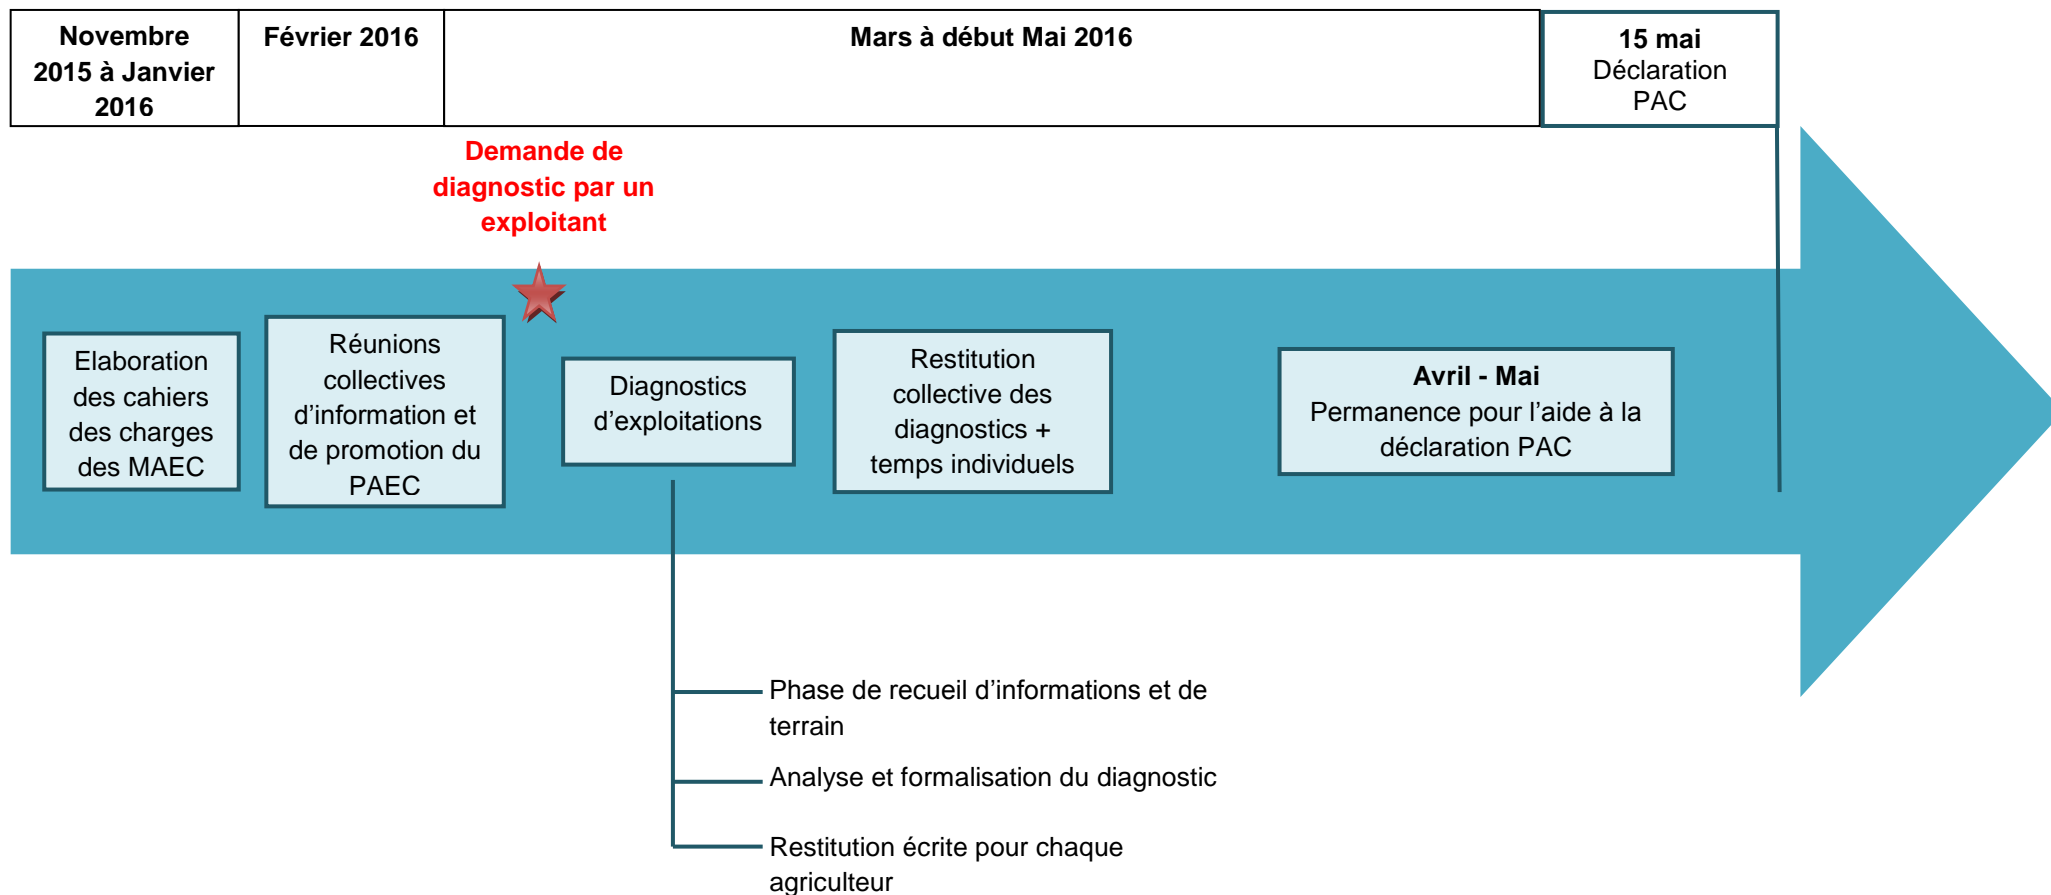 Novembre
2015 à Janvier
2016
Février 2016
Mars à début Mai 2016
15 mai
Déclaration
PAC
Demande de
diagnostic par un
exploitant
Elaboration
des cahiers
des charges
des MAEC
Réunions
collectives
d’information et
de promotion du
PAEC
Diagnostics
d’exploitations
Restitution
collective des
diagnostics +
temps individuels
Avril - Mai
Permanence pour l’aide à la
déclaration PAC
Phase de recueil d’informations et de
terrain
Analyse et formalisation du diagnostic
Restitution écrite pour chaque
agriculteur